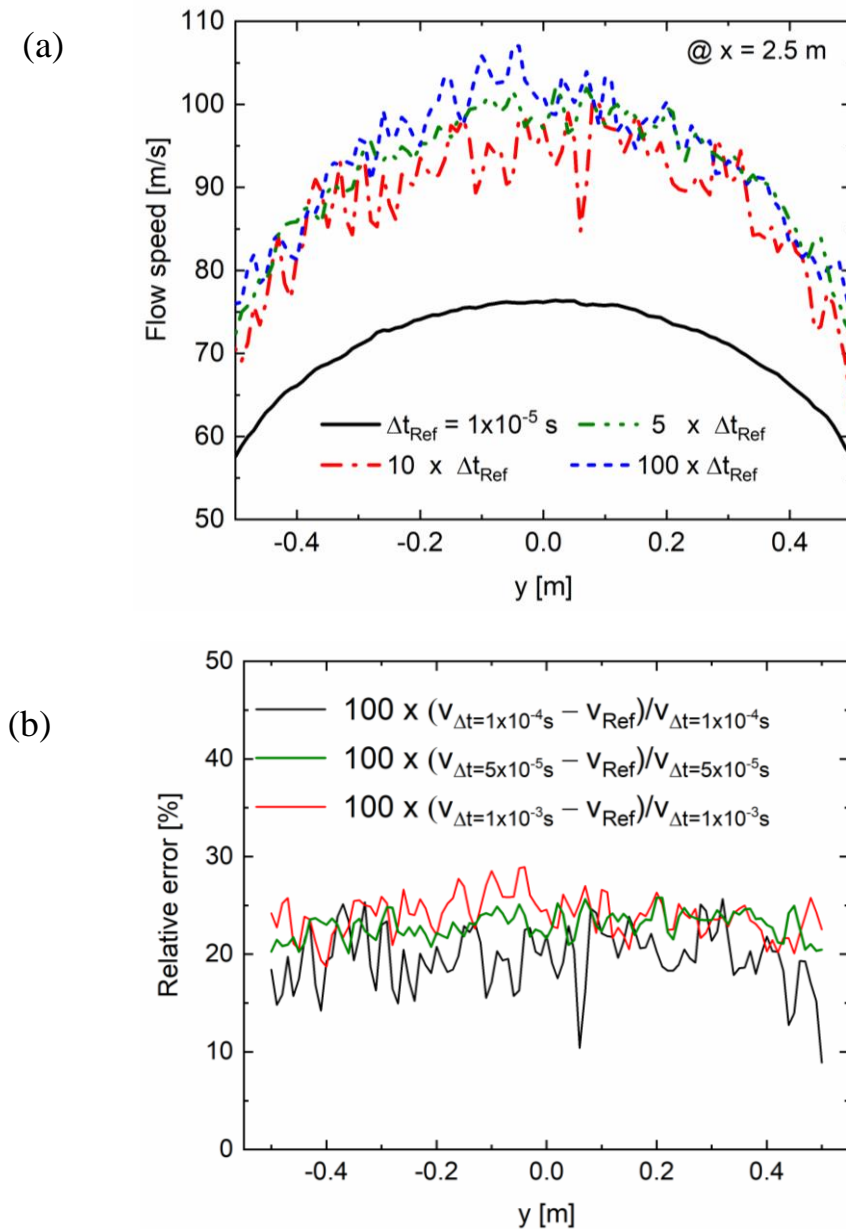 (a)
110
100
90
80
70
60
50
Flow speed [m/s]
@ x = 2.5 m
Δt_Ref = 1x10^-5 s
5 x Δt_Ref
10 x Δt_Ref
100 x Δt_Ref
-0.4 -0.2 0.0 0.2 0.4
y [m]
(b)
50
40
30
20
10
0
Relative error [%]
100 x (v_Δt=1x10^-4s − v_Ref)/v_Δt=1x10^-4s
100 x (v_Δt=5x10^-5s − v_Ref)/v_Δt=5x10^-5s
100 x (v_Δt=1x10^-3s − v_Ref)/v_Δt=1x10^-3s
-0.4 -0.2 0.0 0.2 0.4
y [m]